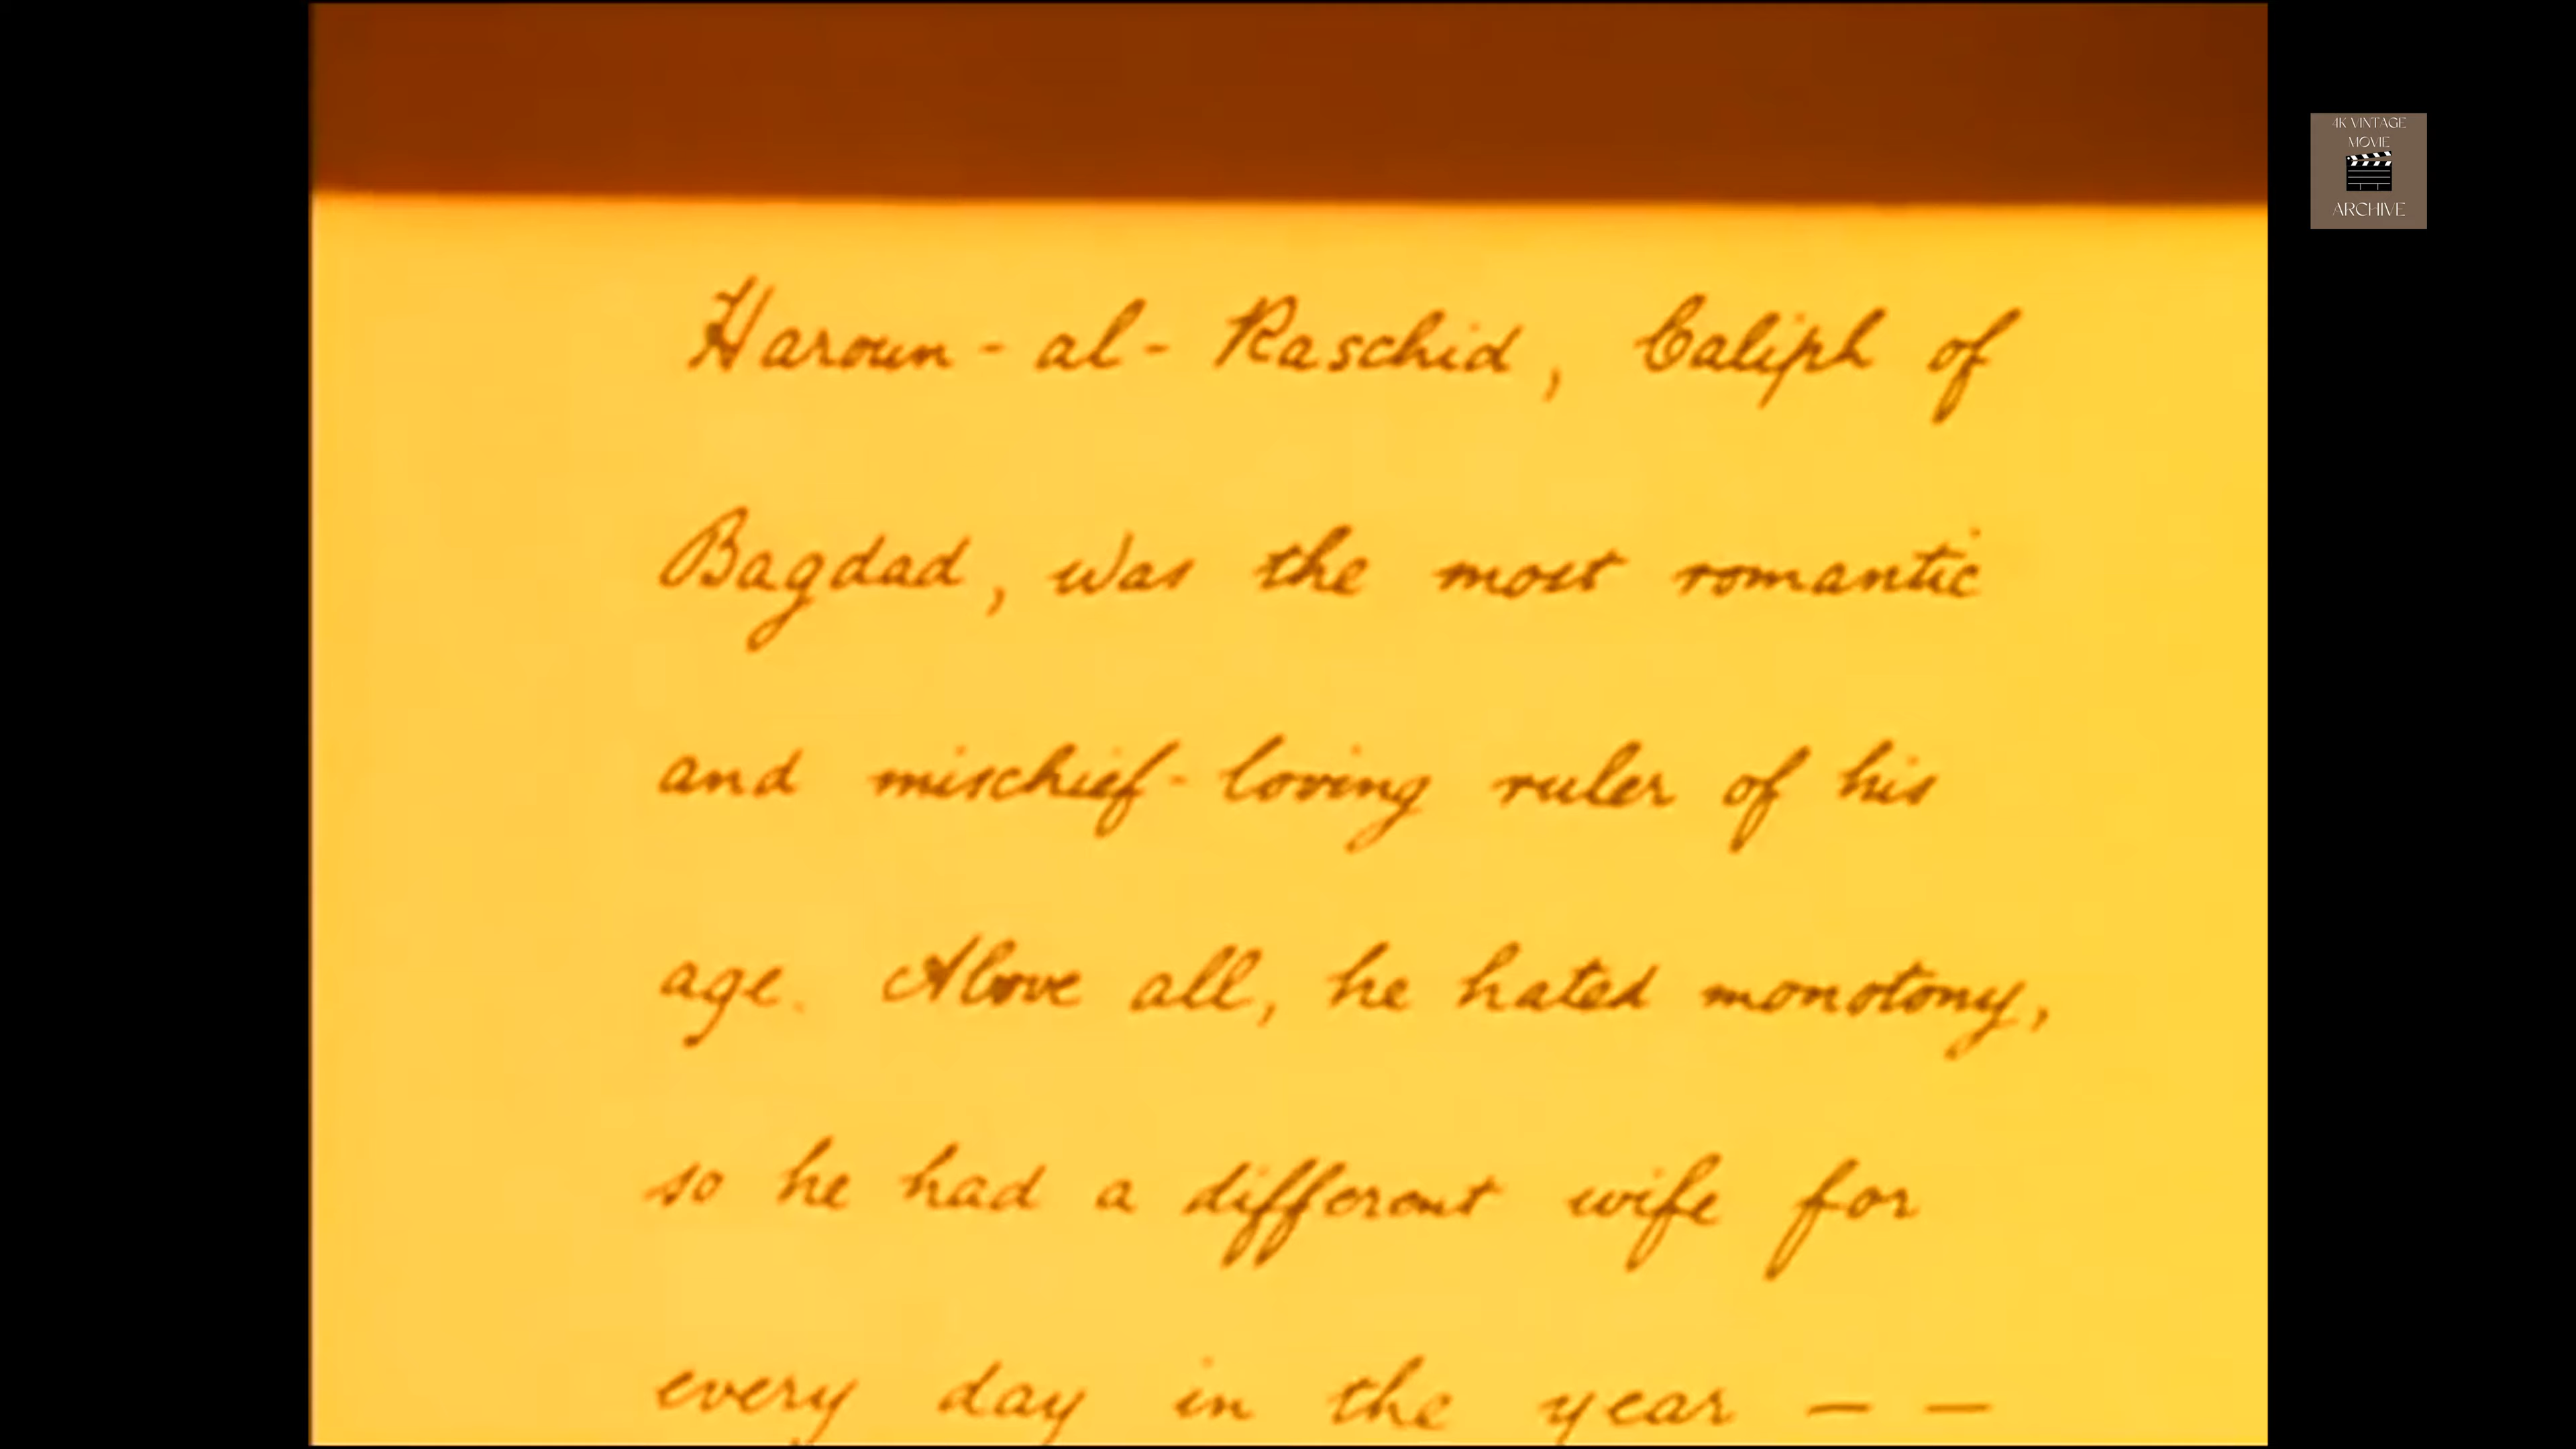 Haroun-al-Raschid, Caliph of
Bagdad, was the most romantic
and mischief-loving ruler of his
age. Above all, he hated monotony,
so he had a different wife for
every day in the year — —
4K VINTAGE
MOVIE
ARCHIVE